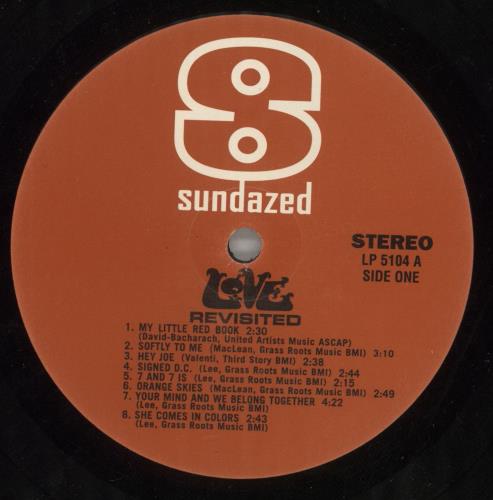 sundazed
STEREO
LP 5104 A
SIDE ONE
LOVE
REVISITED
1. MY LITTLE RED BOOK 2:30
(David-Bacharach, United Artists Music ASCAP)
2. SOFTLY TO ME (MacLean, Grass Roots Music BMI) 3:10
3. HEY JOE (Valenti, Third Story BMI) 2:38
4. SIGNED D.C. (Lee, Grass Roots Music BMI) 2:44
5. 7 AND 7 IS (Lee, Grass Roots Music BMI) 2:15
6. ORANGE SKIES (MacLean, Grass Roots Music BMI) 2:49
7. YOUR MIND AND WE BELONG TOGETHER 4:22
(Lee, Grass Roots Music BMI)
8. SHE COMES IN COLORS 2:43
(Lee, Grass Roots Music BMI)